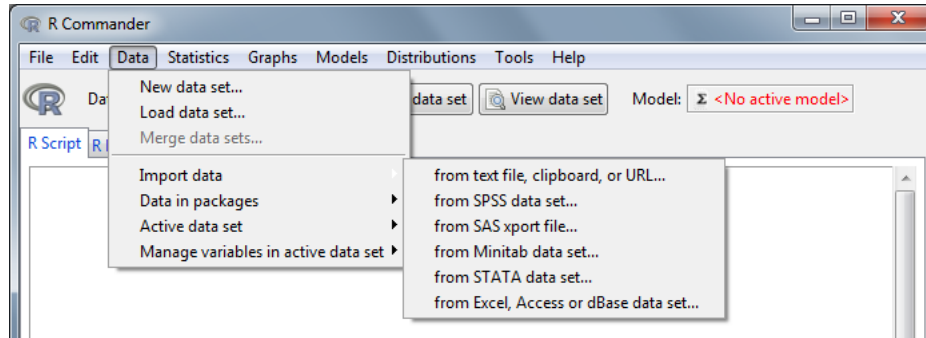 R Commander
File Edit Data Statistics Graphs Models Distributions Tools Help
data set View data set Model: Σ <No active model>
New data set...
Load data set...
Merge data sets...
R Script
Import data
Data in packages
Active data set
Manage variables in active data set
from text file, clipboard, or URL...
from SPSS data set...
from SAS xport file...
from Minitab data set...
from STATA data set...
from Excel, Access or dBase data set...